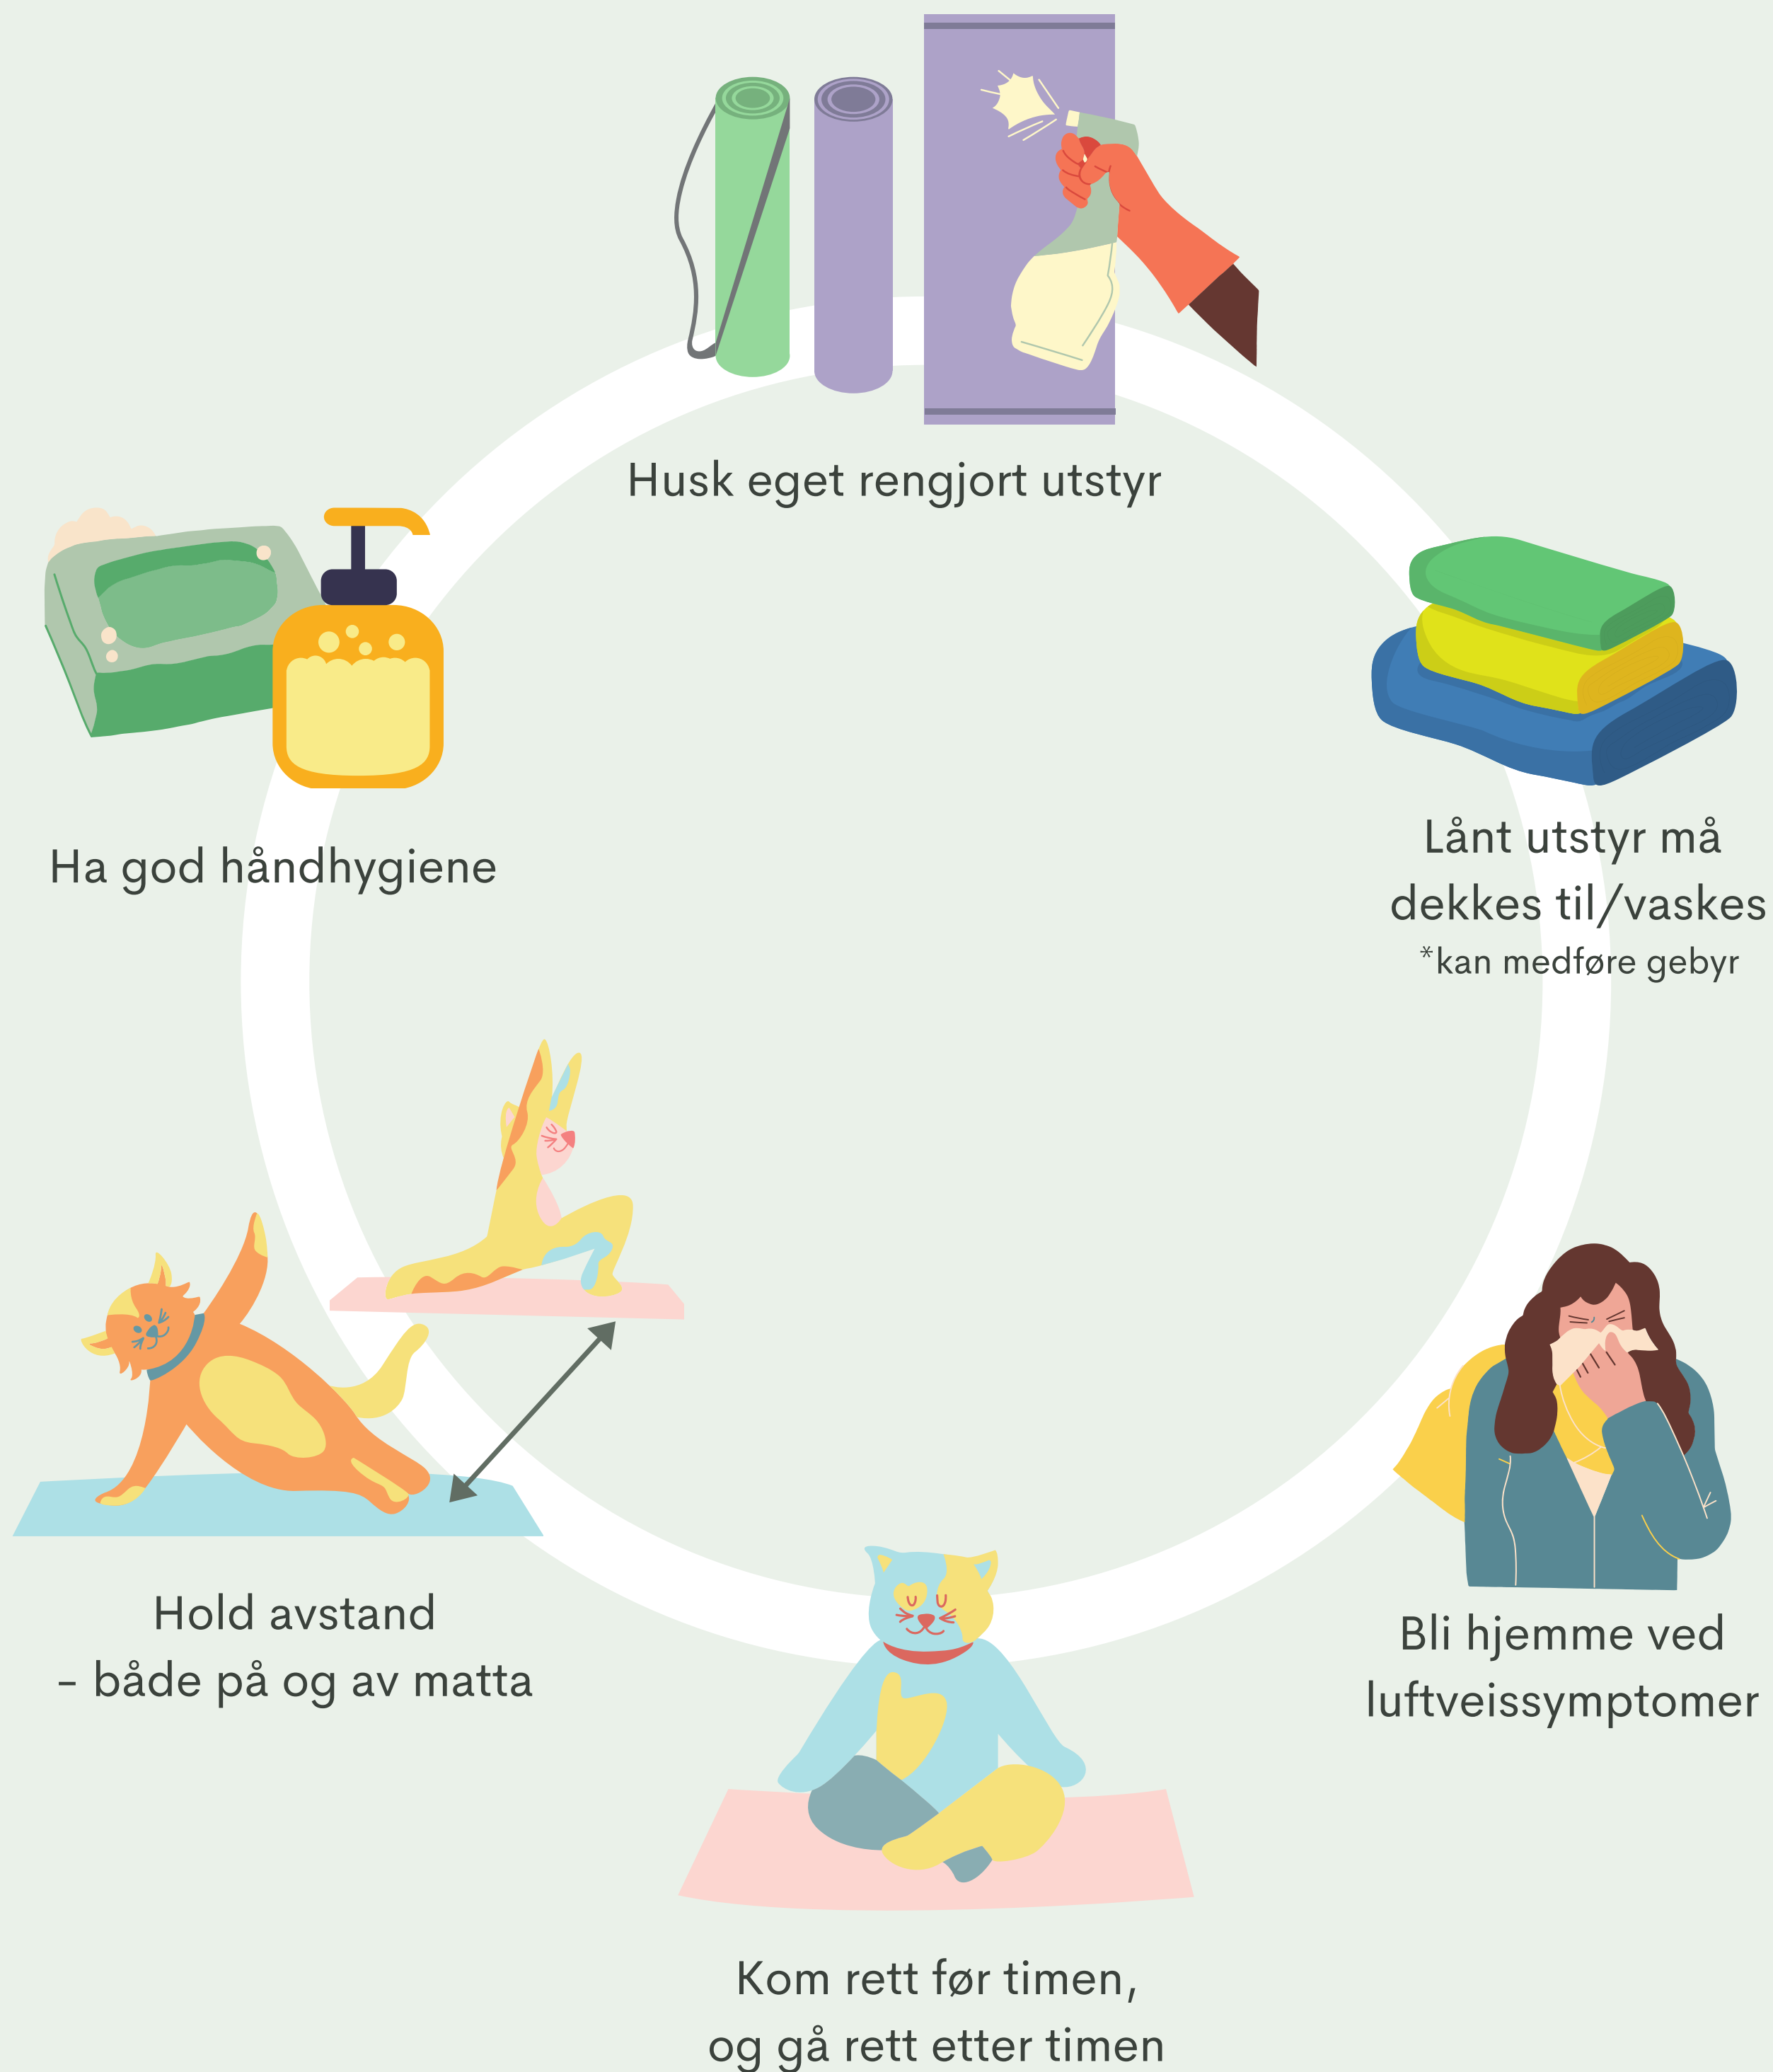 Husk eget rengjort utstyr
Ha god håndhygiene
Lånt utstyr må
dekkes til/vaskes
*kan medføre gebyr
Hold avstand
- både på og av matta
Bli hjemme ved
luftveissymptomer
Kom rett før timen,
og gå rett etter timen